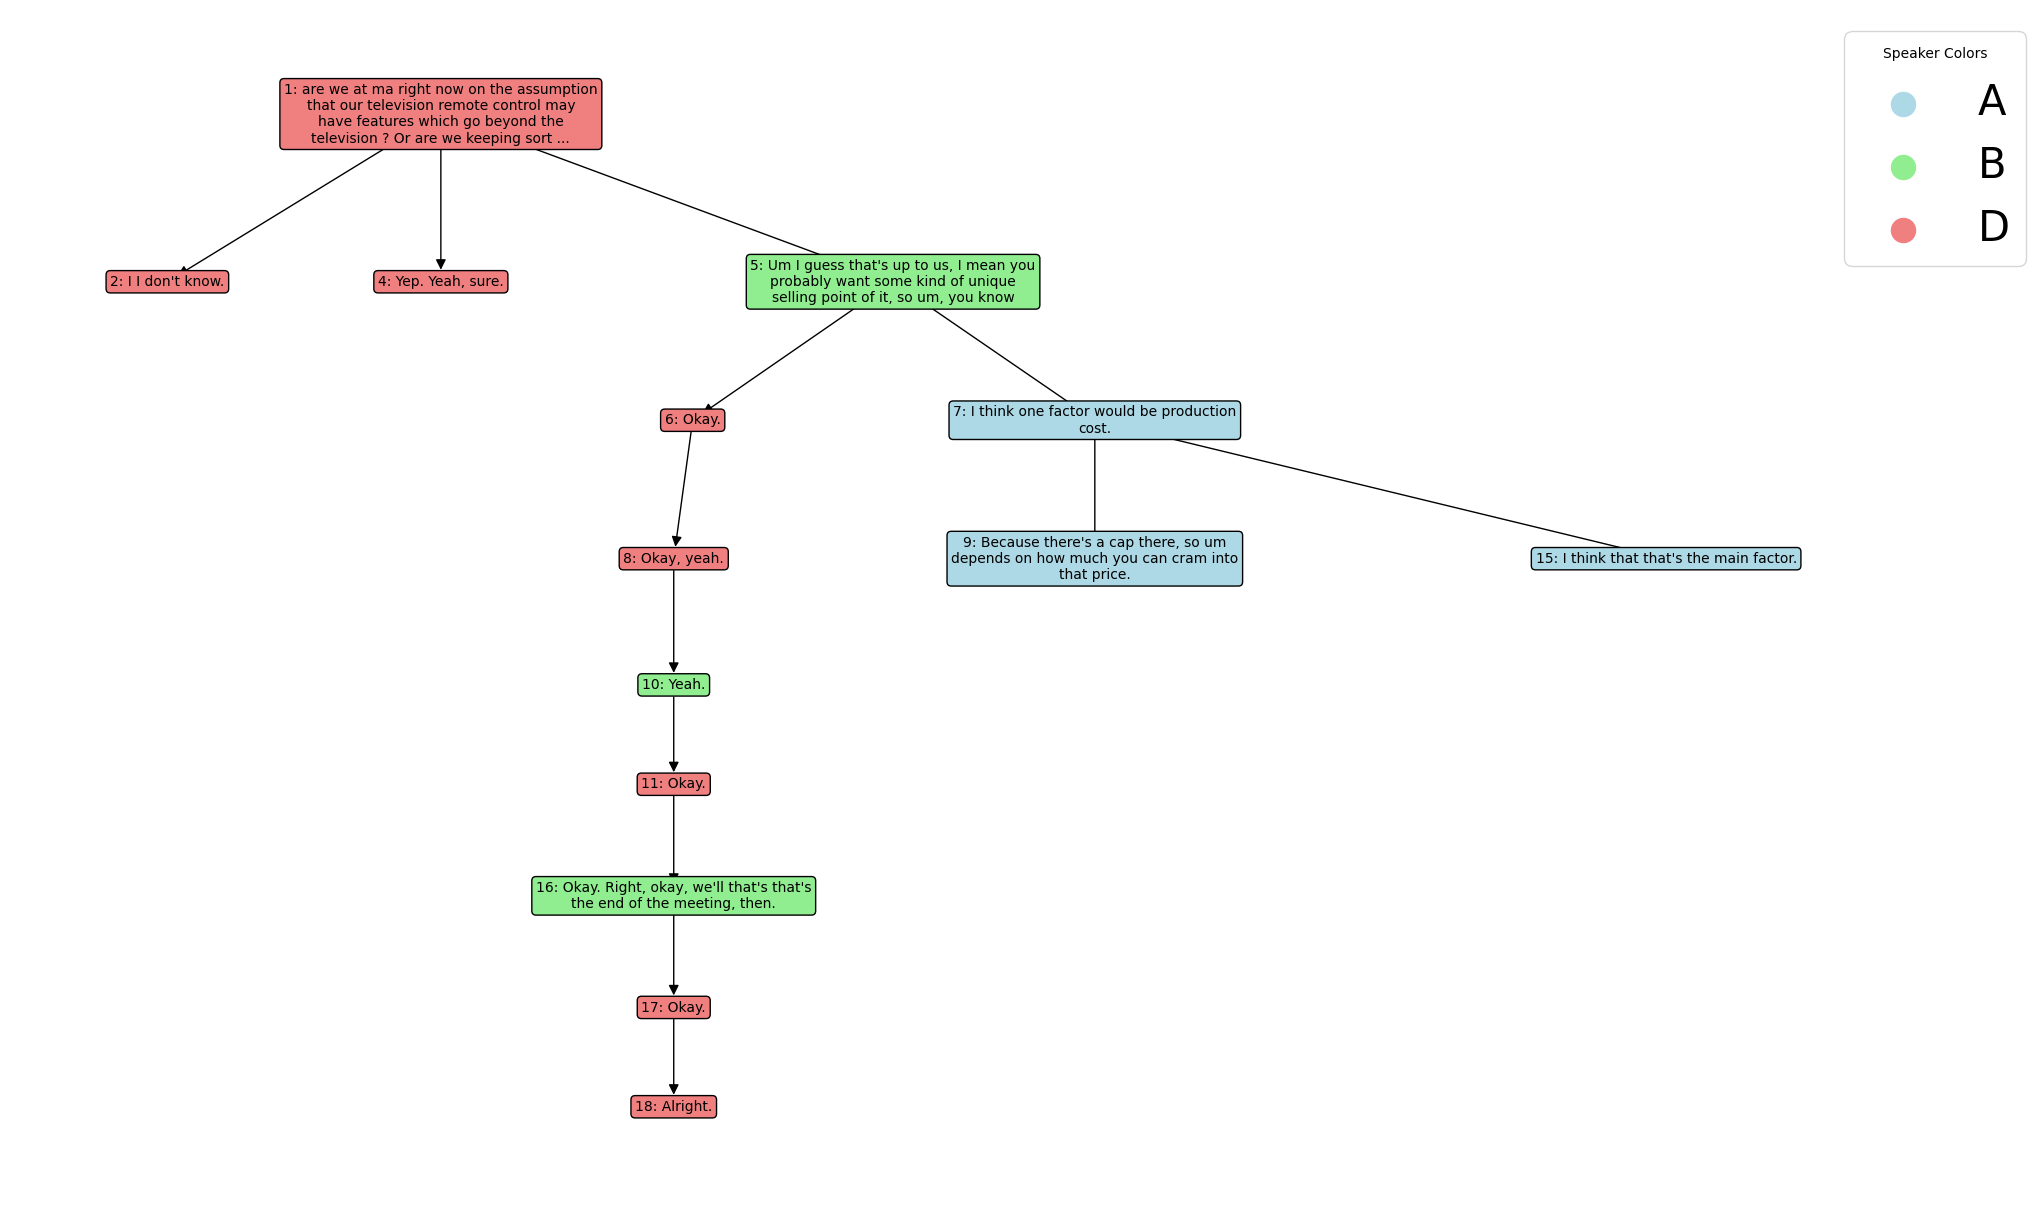 Speaker Colors
A
B
D
1: are we at ma right now on the assumption
that our television remote control may
have features which go beyond the
television ? Or are we keeping sort ...
2: I I don't know.
4: Yep. Yeah, sure.
5: Um I guess that's up to us, I mean you
probably want some kind of unique
selling point of it, so um, you know
6: Okay.
7: I think one factor would be production
cost.
8: Okay, yeah.
9: Because there's a cap there, so um
depends on how much you can cram into
that price.
15: I think that that's the main factor.
10: Yeah.
11: Okay.
16: Okay. Right, okay, we'll that's that's
the end of the meeting, then.
17: Okay.
18: Alright.